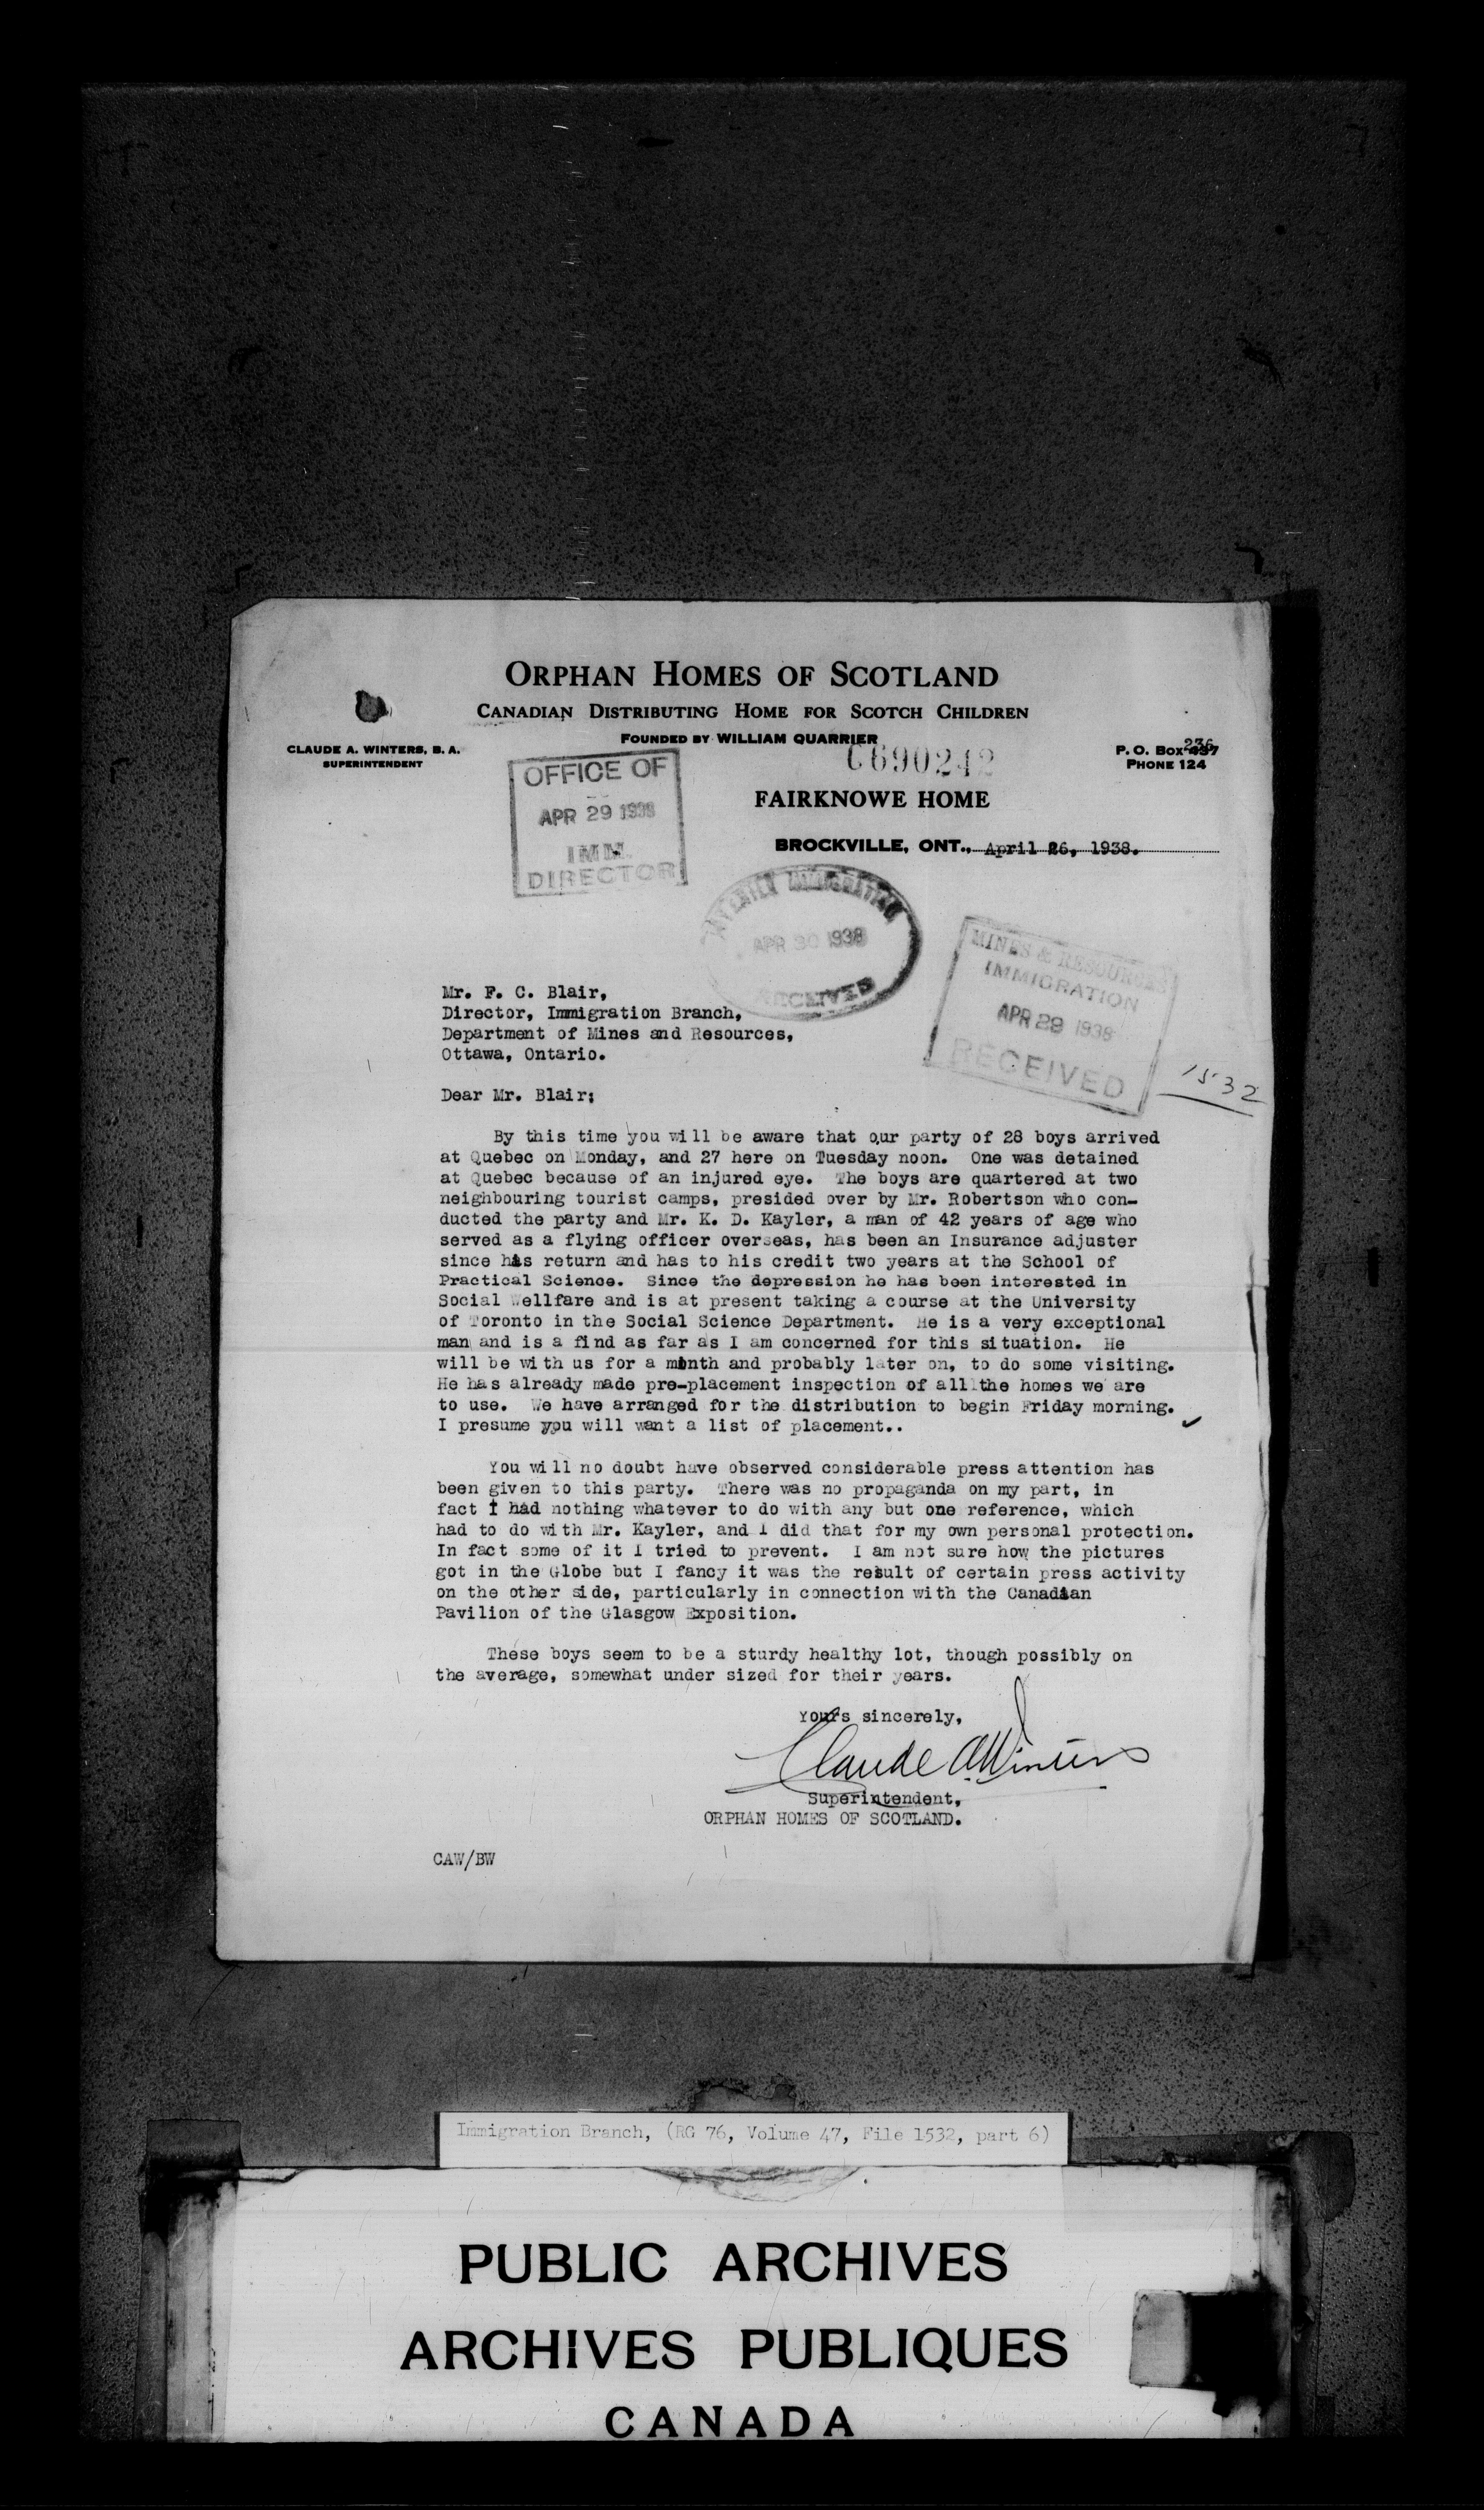 ORPHAN HOMES OF SCOTLAND
CANADIAN DISTRIBUTING HOME FOR SCOTCH CHILDREN
FOUNDED BY WILLIAM QUARRIER
CLAUDE A. WINTERS, B. A.
SUPERINTENDENT
236
P. O. BOX 437
PHONE 124
C690242
OFFICE OF
APR 29 1938
IMM.
DIRECTOR
FAIRKNOWE HOME
BROCKVILLE, ONT., April 26, 1938.
IMMIGRATION
APR 30 1938
RECEIVED
MINES & RESOURCES
IMMIGRATION
APR 29 1938
RECEIVED
1532
Mr. F. C. Blair,
Director, Immigration Branch,
Department of Mines and Resources,
Ottawa, Ontario.
Dear Mr. Blair;
By this time you will be aware that our party of 28 boys arrived
at Quebec on Monday, and 27 here on Tuesday noon. One was detained
at Quebec because of an injured eye. The boys are quartered at two
neighbouring tourist camps, presided over by Mr. Robertson who con-
ducted the party and Mr. K. D. Kayler, a man of 42 years of age who
served as a flying officer overseas, has been an Insurance adjuster
since his return and has to his credit two years at the School of
Practical Science. Since the depression he has been interested in
Social Wellfare and is at present taking a course at the University
of Toronto in the Social Science Department. He is a very exceptional
man and is a find as far as I am concerned for this situation. He
will be with us for a month and probably later on, to do some visiting.
He has already made pre-placement inspection of all the homes we are
to use. We have arranged for the distribution to begin Friday morning.
I presume you will want a list of placement..
You will no doubt have observed considerable press attention has
been given to this party. There was no propaganda on my part, in
fact I had nothing whatever to do with any but one reference, which
had to do with Mr. Kayler, and I did that for my own personal protection.
In fact some of it I tried to prevent. I am not sure how the pictures
got in the Globe but I fancy it was the result of certain press activity
on the other side, particularly in connection with the Canadian
Pavilion of the Glasgow Exposition.
These boys seem to be a sturdy healthy lot, though possibly on
the average, somewhat under sized for their years.
Yours sincerely,
Claude A. Winters
Superintendent,
ORPHAN HOMES OF SCOTLAND.
CAW/BW
Immigration Branch, (RG 76, Volume 47, File 1532, part 6)
PUBLIC ARCHIVES
ARCHIVES PUBLIQUES
CANADA